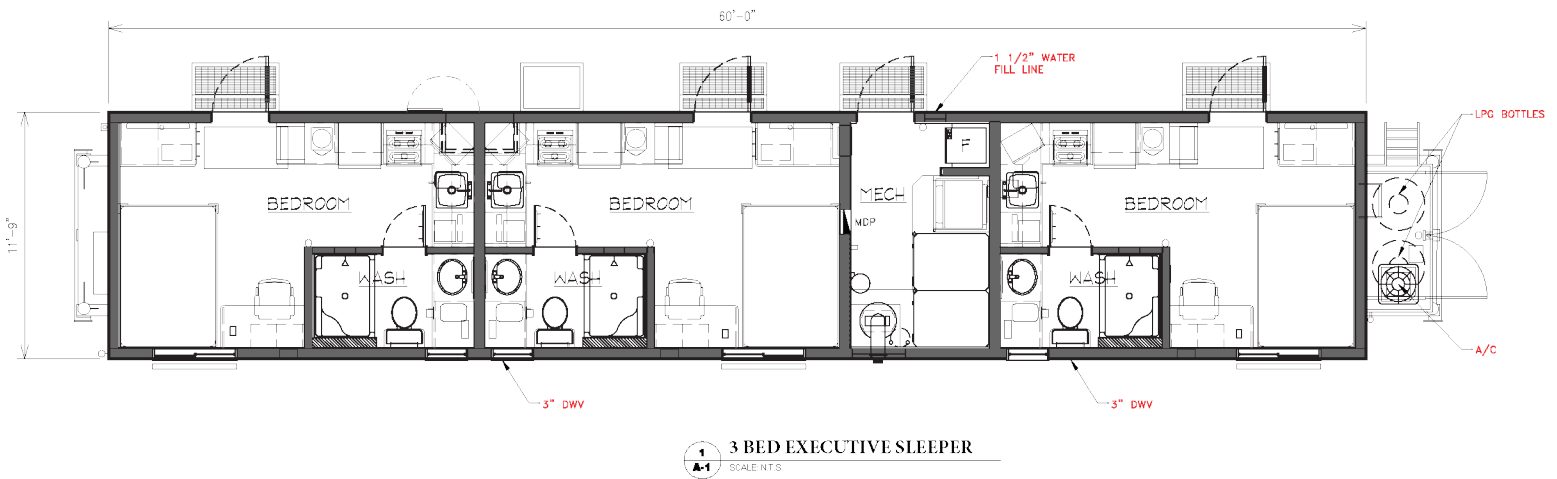 60'-0"
1 1/2" WATER
FILL LINE
LPG BOTTLES
11'-9"
BEDROOM
BEDROOM
MECH
F
BEDROOM
MDP
WASH
WASH
WASH
A/C
3" DWV
3" DWV
1
A-1
3 BED EXECUTIVE SLEEPER
SCALE: N.T.S.